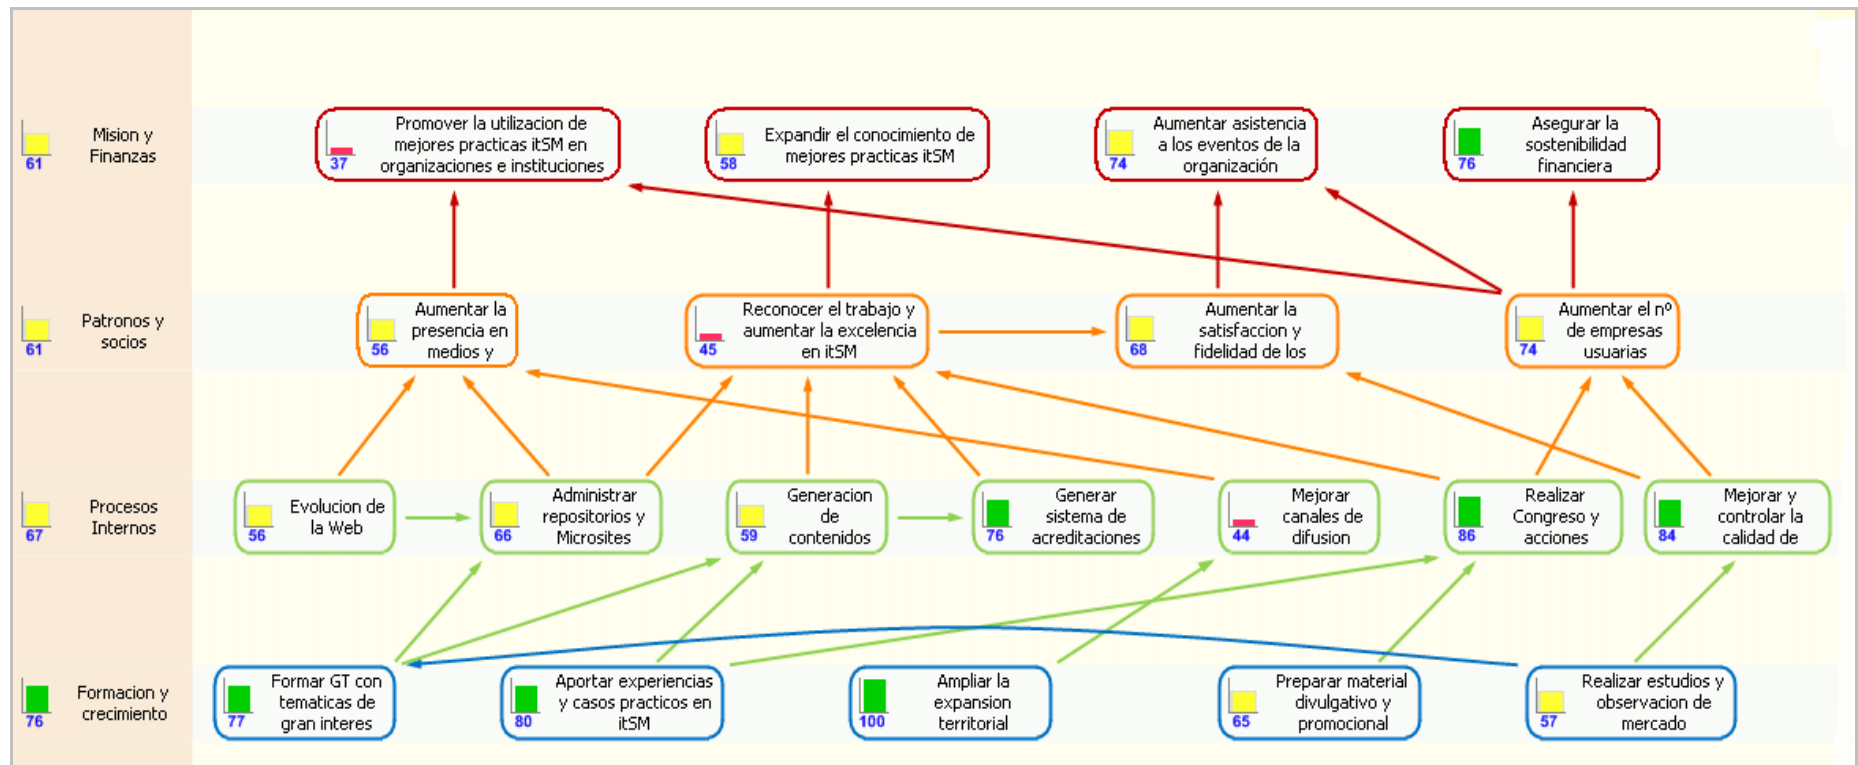 Mision y
Finanzas
61
Promover la utilizacion de
mejores practicas itSM en
organizaciones e instituciones
37
Expandir el conocimiento de
mejores practicas itSM
58
Aumentar asistencia
a los eventos de la
organización
74
Asegurar la
sostenibilidad
financiera
76
Patronos y
socios
61
Aumentar la
presencia en
medios y
56
Reconocer el trabajo y
aumentar la excelencia
en itSM
45
Aumentar la
satisfaccion y
fidelidad de los
68
Aumentar el nº
de empresas
usuarias
74
Procesos
Internos
67
Evolucion de
la Web
56
Administrar
repositorios y
Microsites
66
Generacion
de
contenidos
59
Generar
sistema de
acreditaciones
76
Mejorar
canales de
difusion
44
Realizar
Congreso y
acciones
86
Mejorar y
controlar la
calidad de
84
Formacion y
crecimiento
76
Formar GT con
tematicas de
gran interes
77
Aportar experiencias
y casos practicos en
itSM
80
Ampliar la
expansion
territorial
100
Preparar material
divulgativo y
promocional
65
Realizar estudios y
observacion de
mercado
57